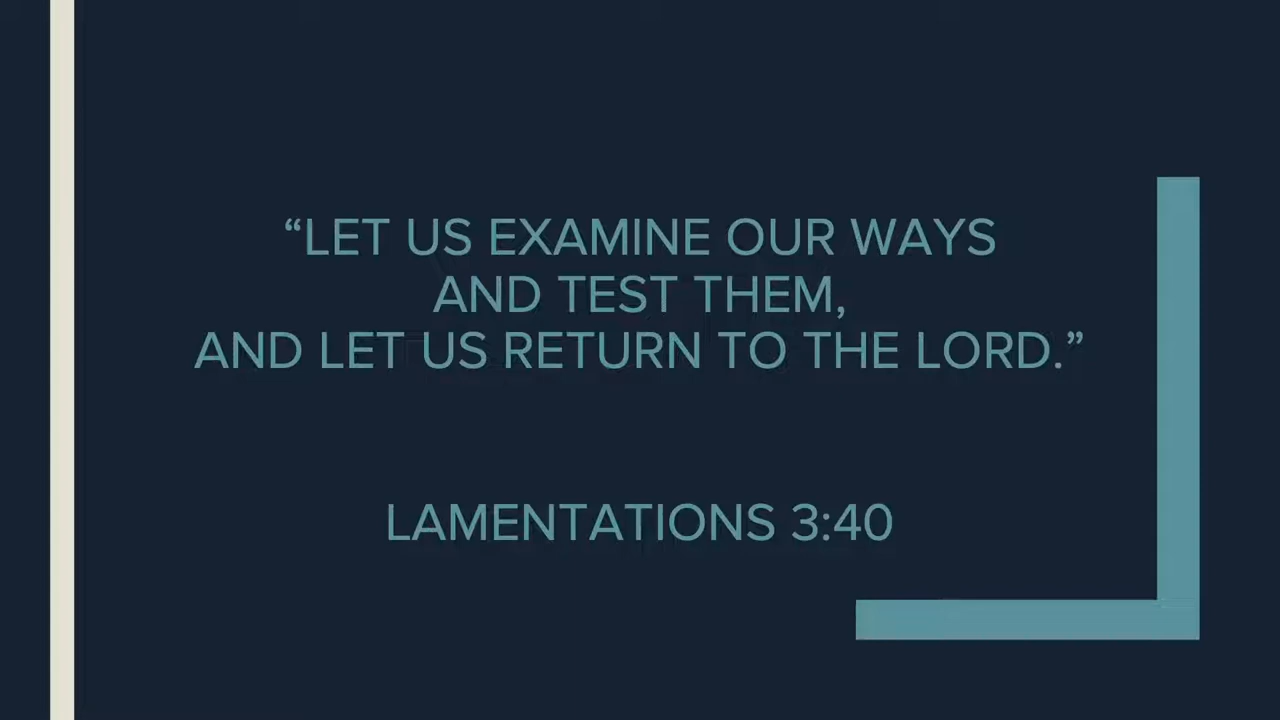 “LET US EXAMINE OUR WAYS
AND TEST THEM,
AND LET US RETURN TO THE LORD.”
LAMENTATIONS 3:40